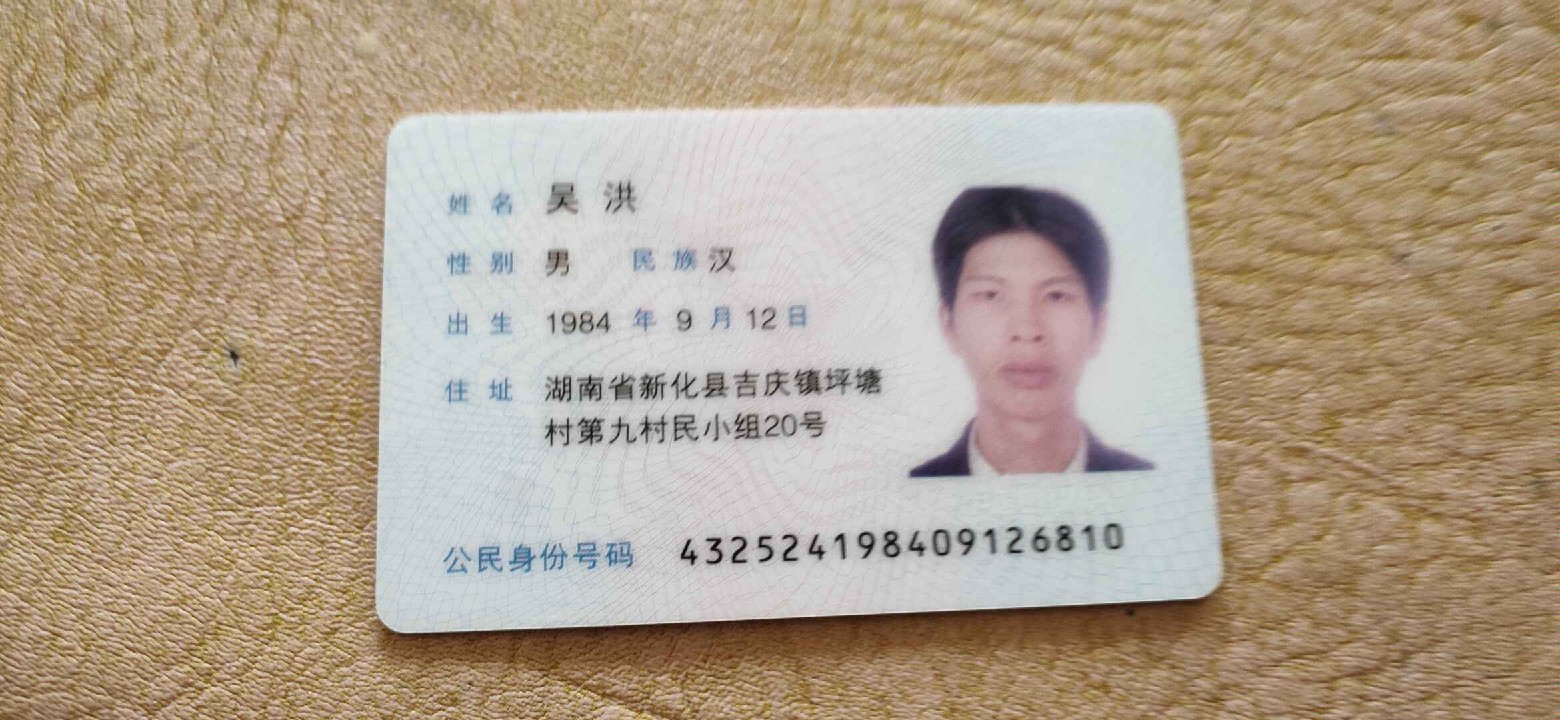 姓名 吴洪
性别 男 民族 汉
出生 1984 年 9 月 12 日
住址 湖南省新化县吉庆镇坪塘
村第九村民小组20号
公民身份号码 432524198409126810